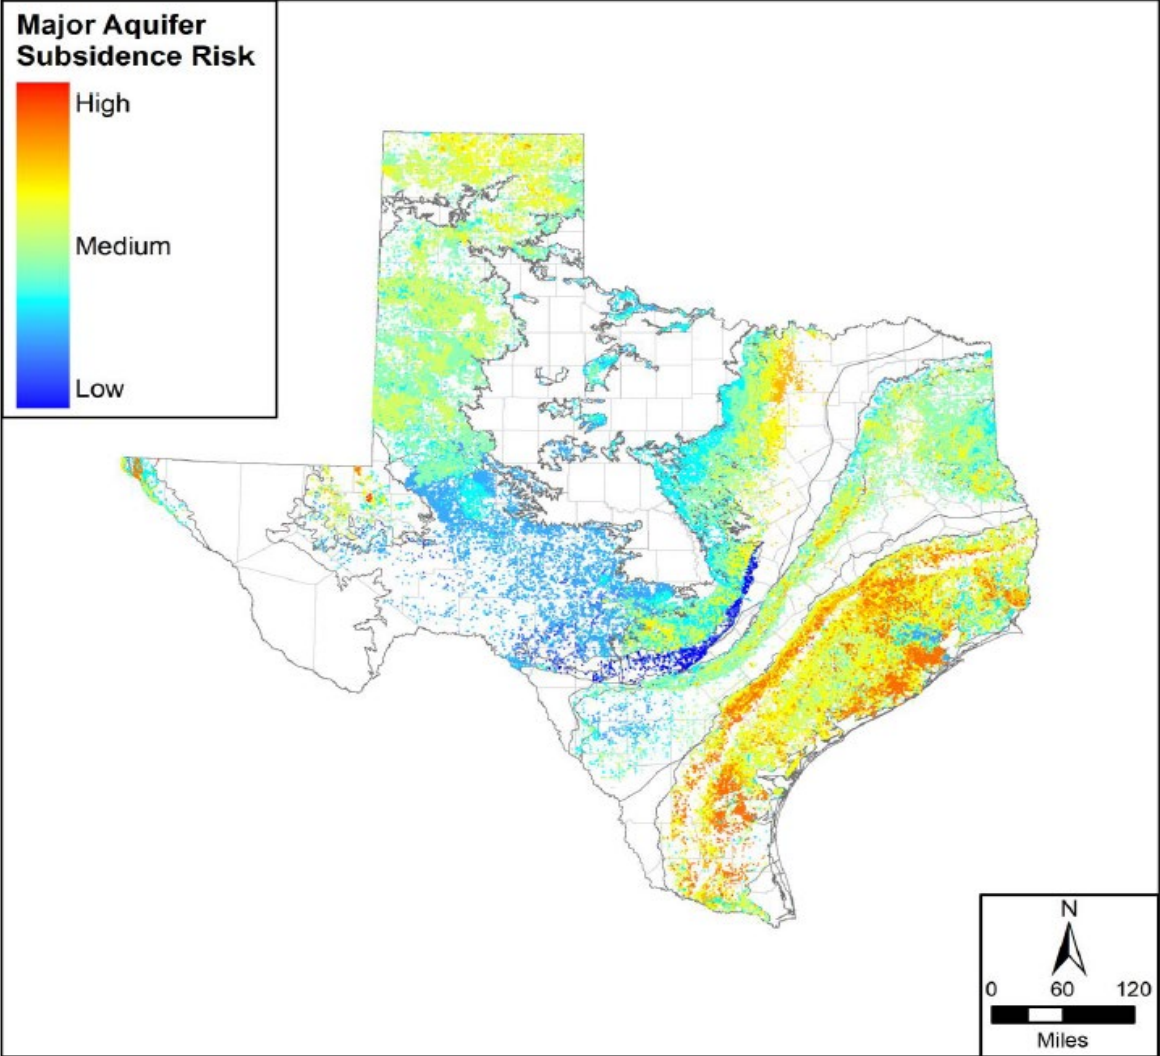 Major Aquifer
Subsidence Risk
High
Medium
Low
N
0 60 120
Miles